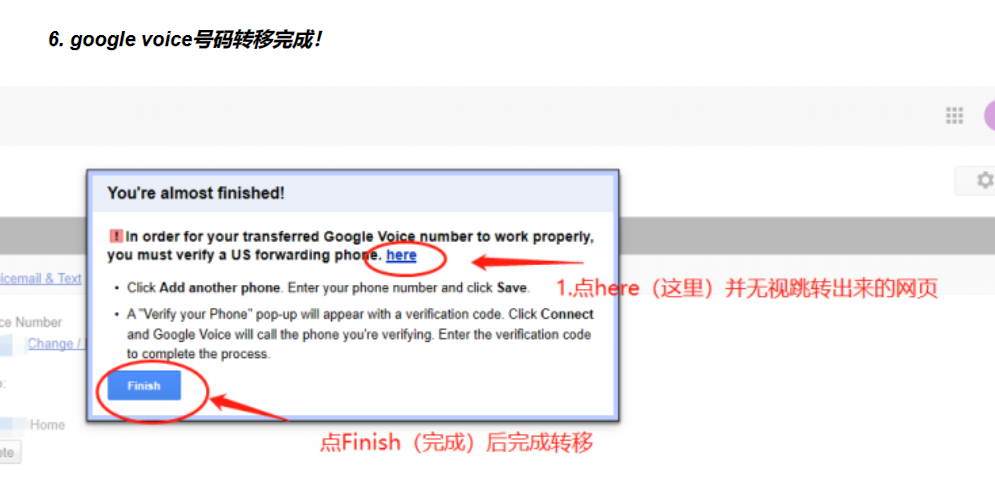 6. google voice号码转移完成！
You're almost finished!
! In order for your transferred Google Voice number to work properly,
you must verify a US forwarding phone. here
• Click Add another phone. Enter your phone number and click Save.
1.点here（这里）并无视跳转出来的网页
• A "Verify your Phone" pop-up will appear with a verification code. Click Connect
and Google Voice will call the phone you're verifying. Enter the verification code
to complete the process.
Finish
点Finish（完成）后完成转移
icemail & Text
ce Number
Change /
o:
Home
ete